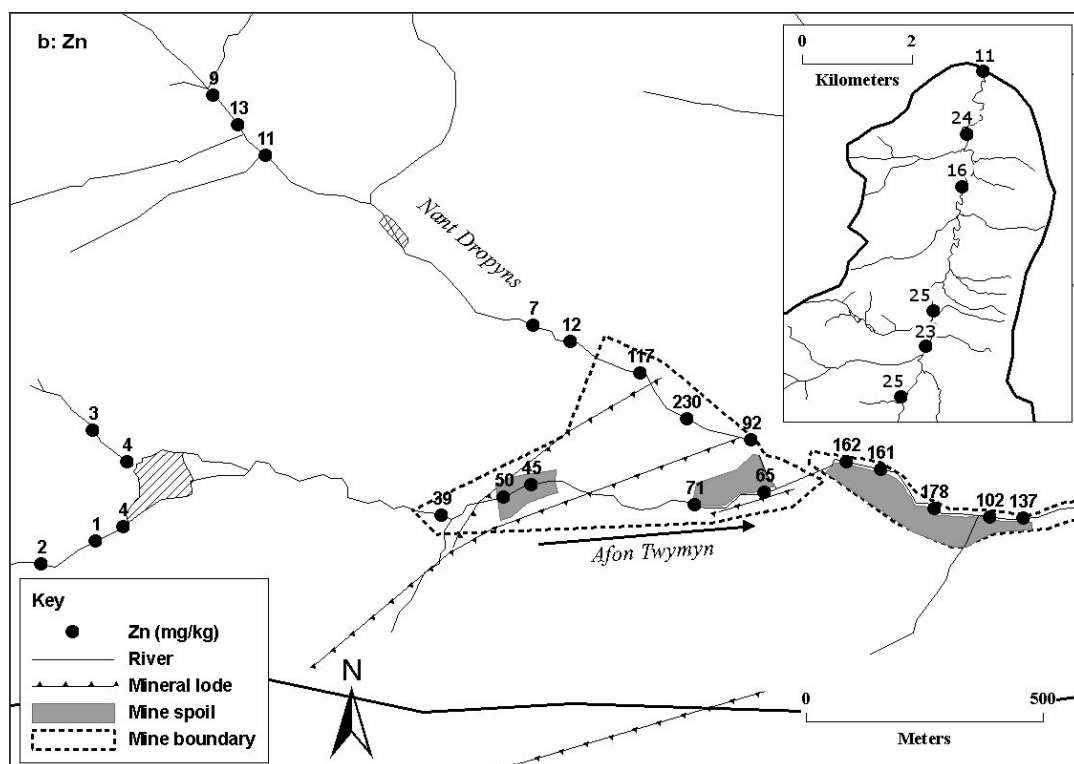 b: Zn
0 2
Kilometers
11
24
16
25
23
25
9
13
11
Nant Dropyns
7
12
117
230
92
3
4
4
1
2
39
50
45
71
65
162
161
178
102
137
Afon Twymyn
Key
Zn (mg/kg)
River
Mineral lode
Mine spoil
Mine boundary
N
0 500
Meters